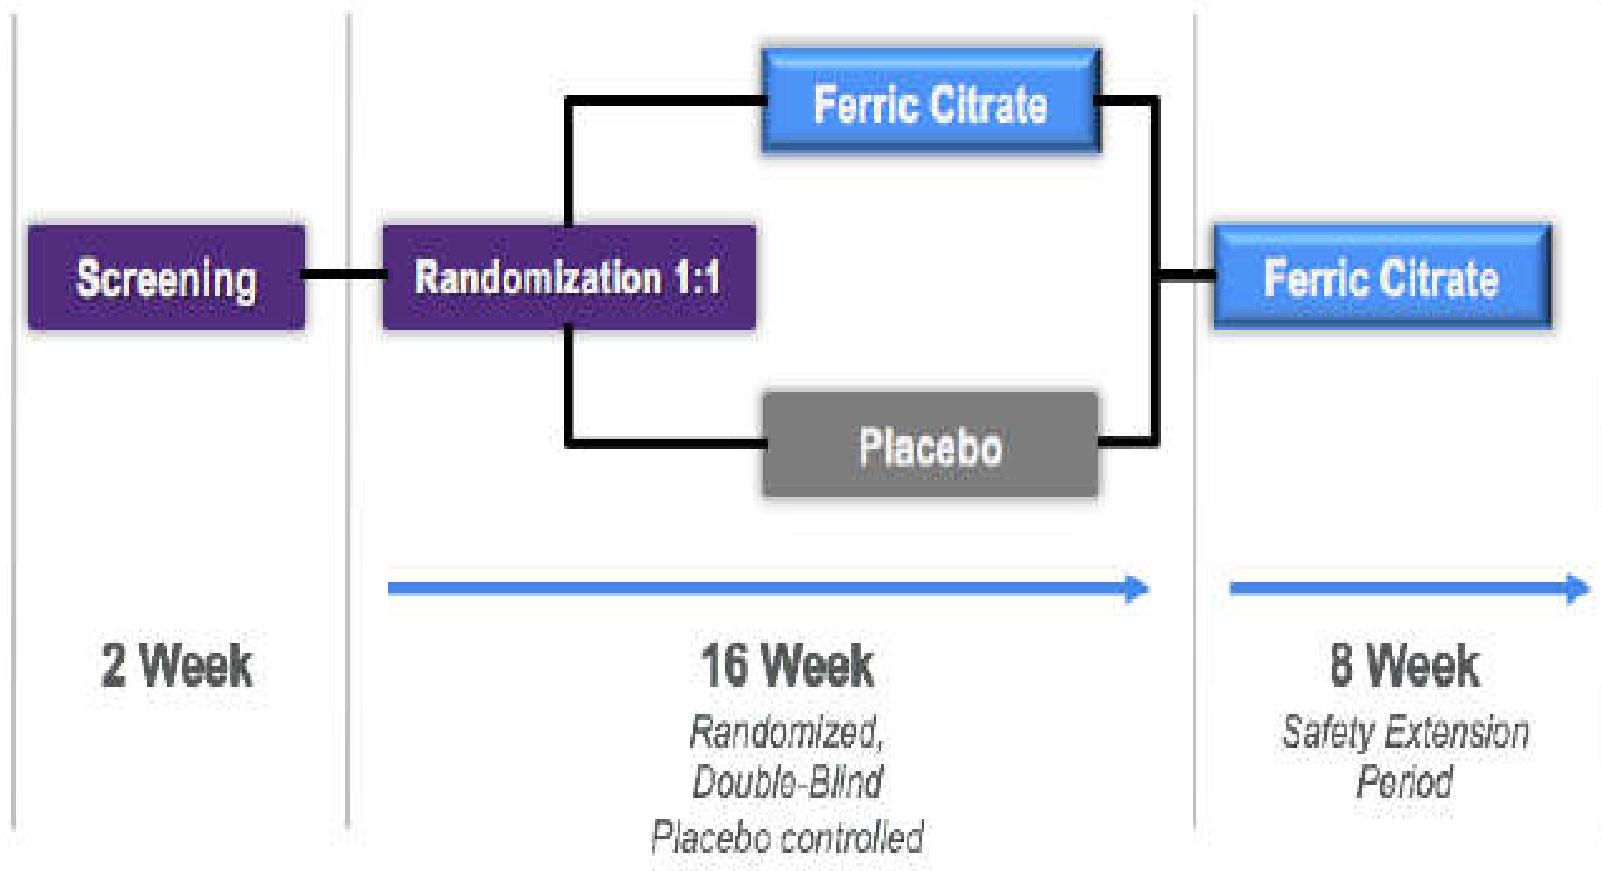 Ferric Citrate
Screening
Randomization 1:1
Ferric Citrate
Placebo
2 Week
16 Week
Randomized,
Double-Blind
Placebo controlled
8 Week
Safety Extension
Period